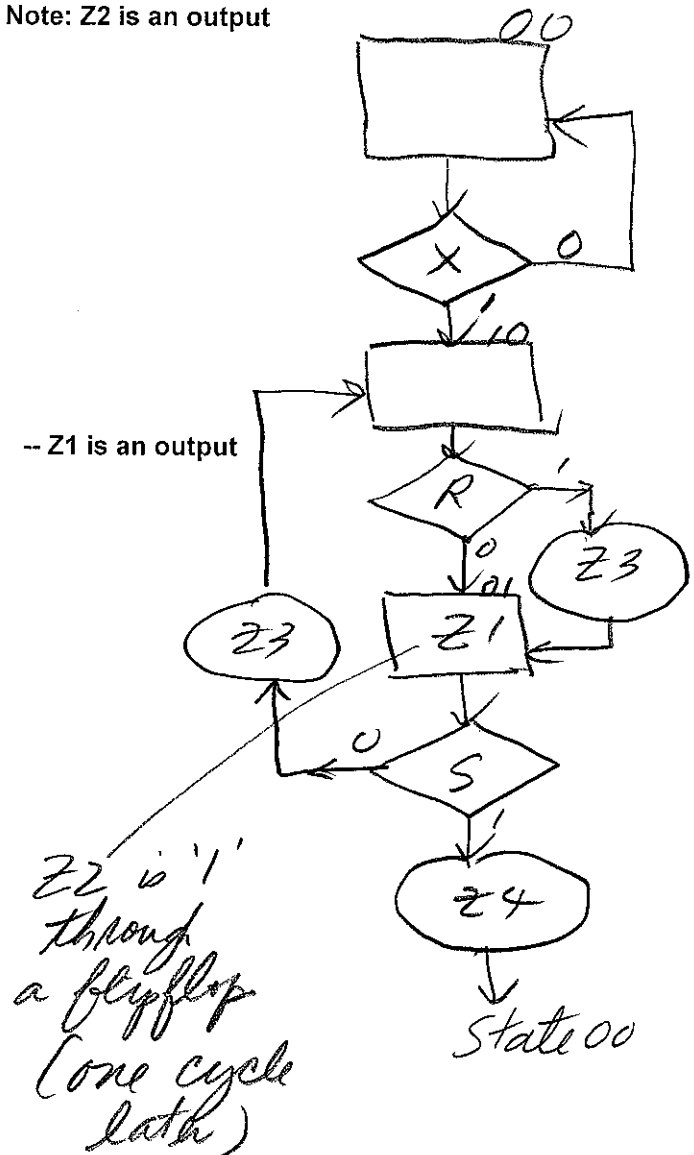 Note: Z2 is an output
00
X
0
1
10
-- Z1 is an output
R
1
0
Z3
01
Z1
Z3
0
S
1
Z4
Z2 is '1'
through
a flipflop
(one cycle
later)
State 00